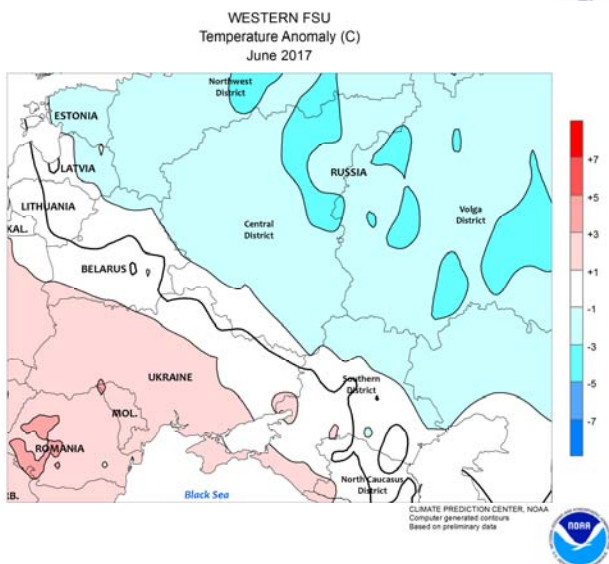 WESTERN FSU
Temperature Anomaly (C)
June 2017
Northwest
District
ESTONIA
LATVIA
RUSSIA
LITHUANIA
KAL.
Central
District
Volga
District
BELARUS
UKRAINE
Southern
District
MOL.
ROMANIA
North Caucasus
District
Black Sea
+7
+5
+3
+1
-1
-3
-5
-7
CLIMATE PREDICTION CENTER, NOAA
Computer generated contours
Based on preliminary data
NOAA